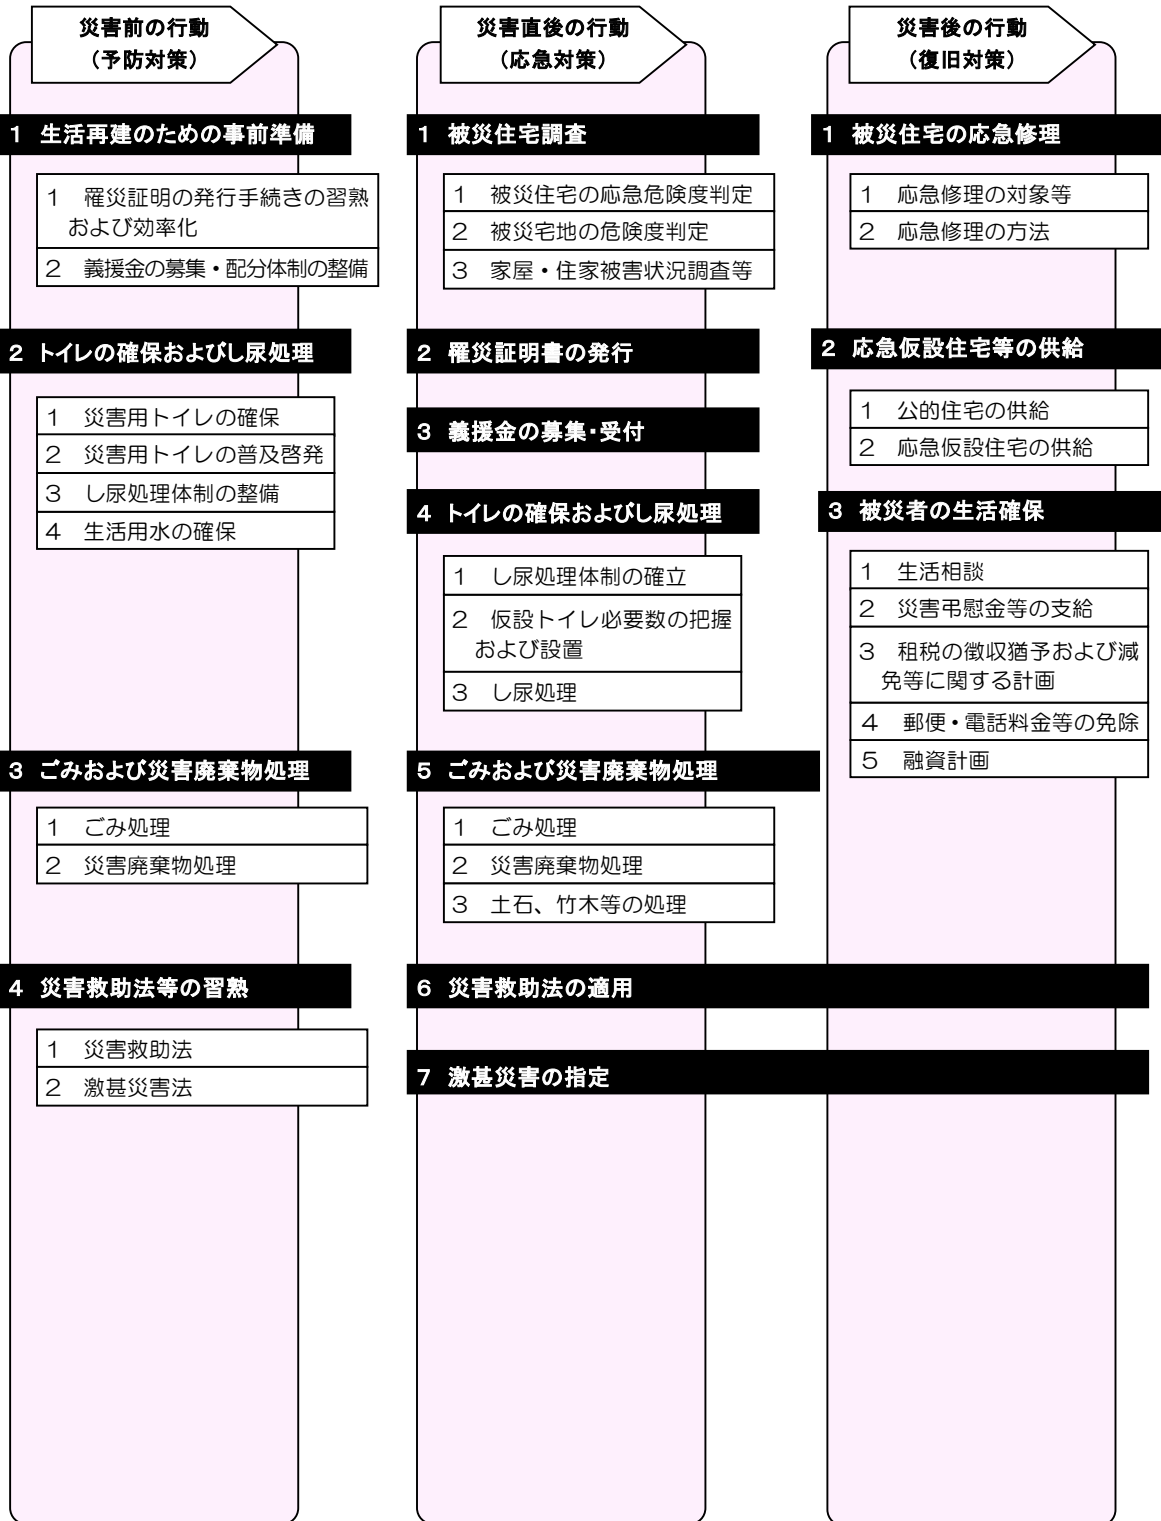 災害前の行動
（予防対策）
1 生活再建のための事前準備
1 罹災証明の発行手続きの習熟
および効率化
2 義援金の募集・配分体制の整備
2 トイレの確保およびし尿処理
1 災害用トイレの確保
2 災害用トイレの普及啓発
3 し尿処理体制の整備
4 生活用水の確保
3 ごみおよび災害廃棄物処理
1 ごみ処理
2 災害廃棄物処理
4 災害救助法等の習熟
1 災害救助法
2 激甚災害法
災害直後の行動
（応急対策）
1 被災住宅調査
1 被災住宅の応急危険度判定
2 被災宅地の危険度判定
3 家屋・住家被害状況調査等
2 罹災証明書の発行
3 義援金の募集・受付
4 トイレの確保およびし尿処理
1 し尿処理体制の確立
2 仮設トイレ必要数の把握
および設置
3 し尿処理
5 ごみおよび災害廃棄物処理
1 ごみ処理
2 災害廃棄物処理
3 土石、竹木等の処理
6 災害救助法の適用
7 激甚災害の指定
災害後の行動
（復旧対策）
1 被災住宅の応急修理
1 応急修理の対象等
2 応急修理の方法
2 応急仮設住宅等の供給
1 公的住宅の供給
2 応急仮設住宅の供給
3 被災者の生活確保
1 生活相談
2 災害弔慰金等の支給
3 租税の徴収猶予および減
免等に関する計画
4 郵便・電話料金等の免除
5 融資計画